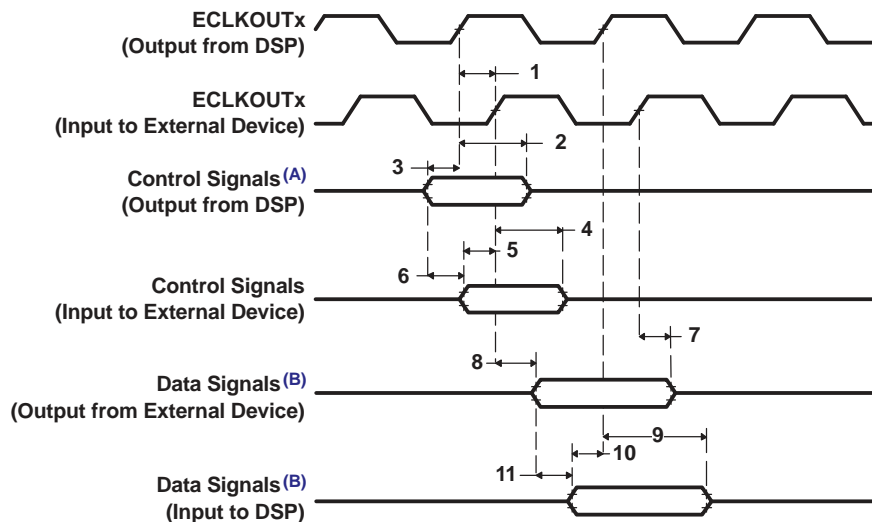 ECLKOUTx
(Output from DSP)
1
ECLKOUTx
(Input to External Device)
2
3
Control Signals(A)
(Output from DSP)
4
5
6
Control Signals
(Input to External Device)
7
8
Data Signals(B)
(Output from External Device)
9
10
11
Data Signals(B)
(Input to DSP)